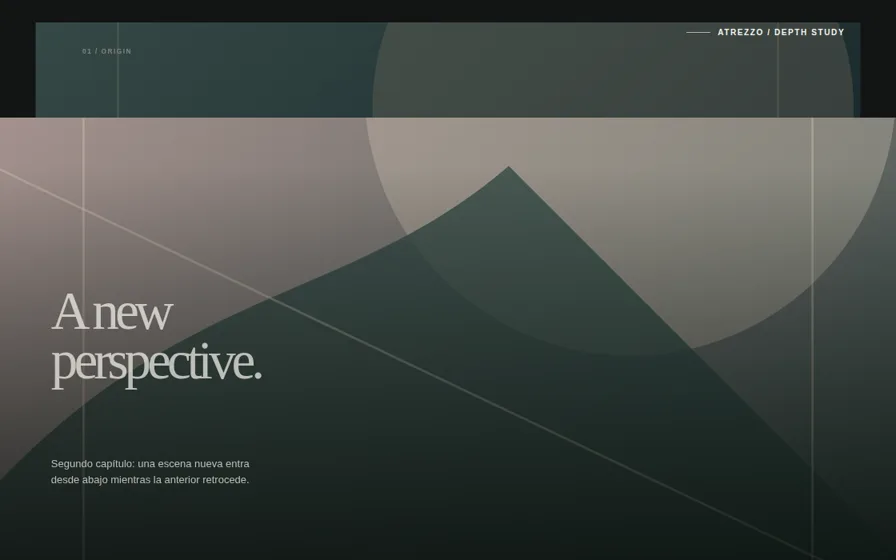 ATREZZO / DEPTH STUDY
01 / ORIGIN
A new
perspective.
Segundo capítulo: una escena nueva entra
desde abajo mientras la anterior retrocede.